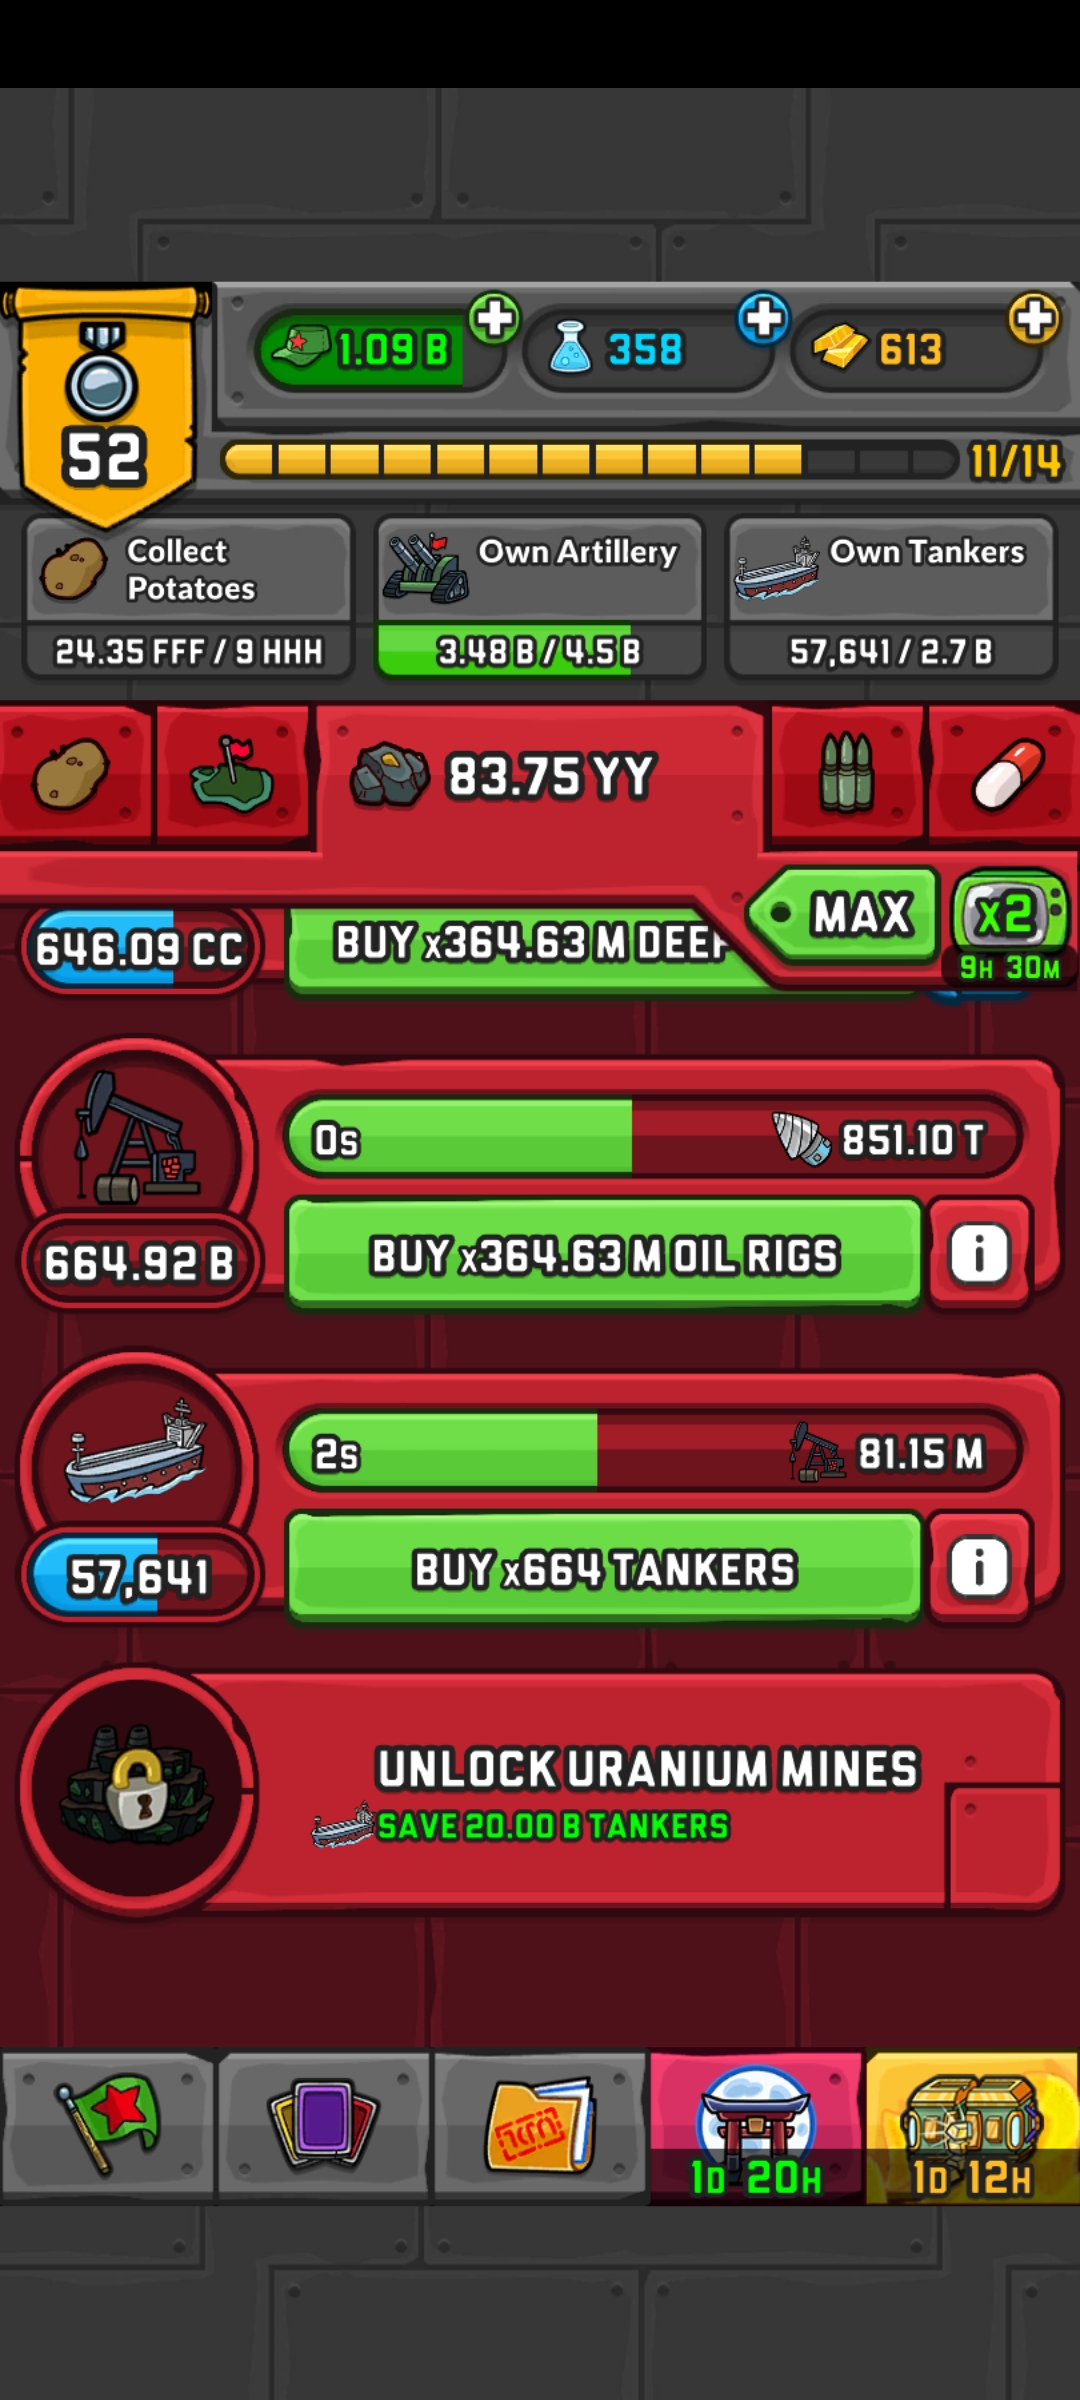 1.09 B
358
613
52
11/14
Collect
Potatoes
24.35 FFF / 9 HHH
Own Artillery
3.48 B / 4.5 B
Own Tankers
57,641 / 2.7 B
83.75 YY
MAX
x2
9H 30M
646.09 CC
BUY x364.63 M DEEP
0s
851.10 T
664.92 B
BUY x364.63 M OIL RIGS
i
2s
81.15 M
57,641
BUY x664 TANKERS
i
UNLOCK URANIUM MINES
SAVE 20.00 B TANKERS
1D 20H
1D 12H